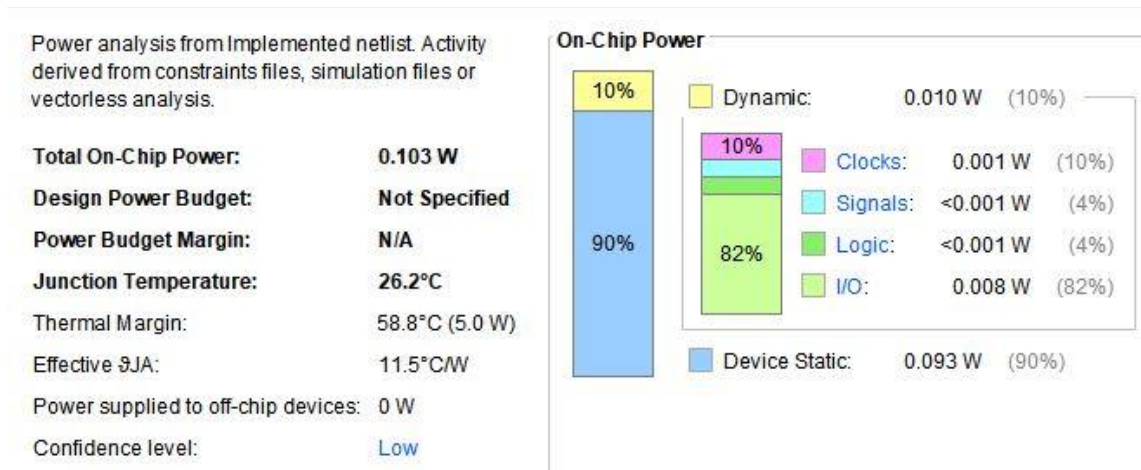 Power analysis from Implemented netlist. Activity
derived from constraints files, simulation files or
vectorless analysis.
Total On-Chip Power: 0.103 W
Design Power Budget: Not Specified
Power Budget Margin: N/A
Junction Temperature: 26.2°C
Thermal Margin: 58.8°C (5.0 W)
Effective ϑJA: 11.5°C/W
Power supplied to off-chip devices: 0 W
Confidence level: Low
On-Chip Power
10%
90%
Dynamic: 0.010 W (10%)
10%
82%
Clocks: 0.001 W (10%)
Signals: <0.001 W (4%)
Logic: <0.001 W (4%)
I/O: 0.008 W (82%)
Device Static: 0.093 W (90%)